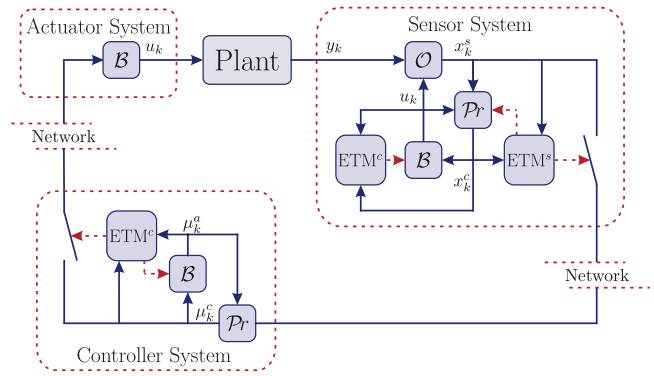 Actuator System
Sensor System
𝓑
u_k
Plant
y_k
𝓞
x_k^s
u_k
𝓟r
Network
ETM^c
𝓑
ETM^s
x_k^c
ETM^c
μ_k^a
𝓑
Network
μ_k^c
𝓟r
Controller System